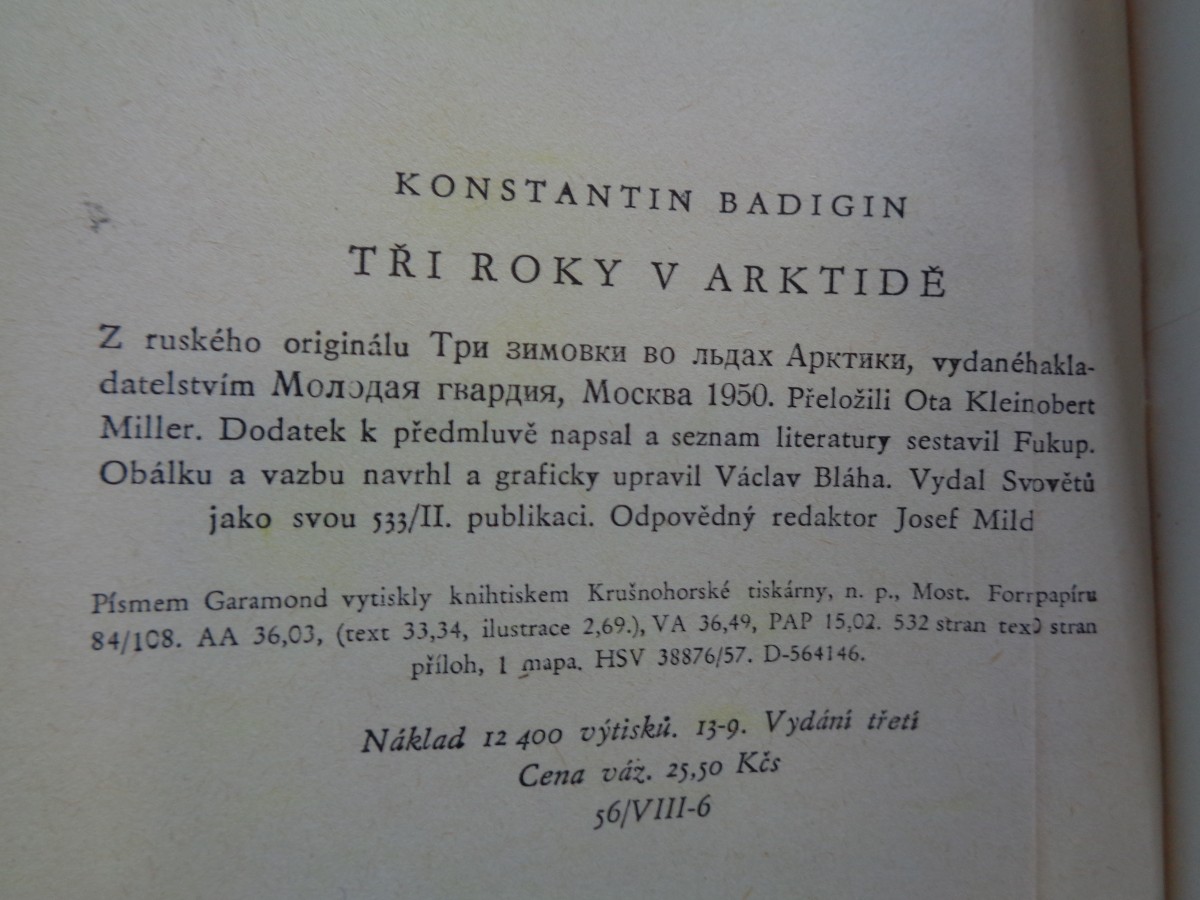 KONSTANTIN BADIGIN
TŘI ROKY V ARKTIDĚ
Z ruského originálu Три зимовки во льдах Арктики, vydanéhakla-
datelstvím Молодая гвардия, Москва 1950. Přeložili Ota Kleinobert
Miller. Dodatek k předmluvě napsal a seznam literatury sestavil Fukup.
Obálku a vazbu navrhl a graficky upravil Václav Bláha. Vydal Svovětů
jako svou 533/II. publikaci. Odpovědný redaktor Josef Mild
Písmem Garamond vytiskly knihtiskem Krušnohorské tiskárny, n. p., Most. Forrpapíru
84/108. AA 36,03, (text 33,34, ilustrace 2,69.), VA 36,49, PAP 15,02. 532 stran stran
příloh, 1 mapa. HSV 38876/57. D-564146.
Náklad 12 400 výtisků. 13-9. Vydání třetí
Cena váz. 25,50 Kčs
56/VIII-6